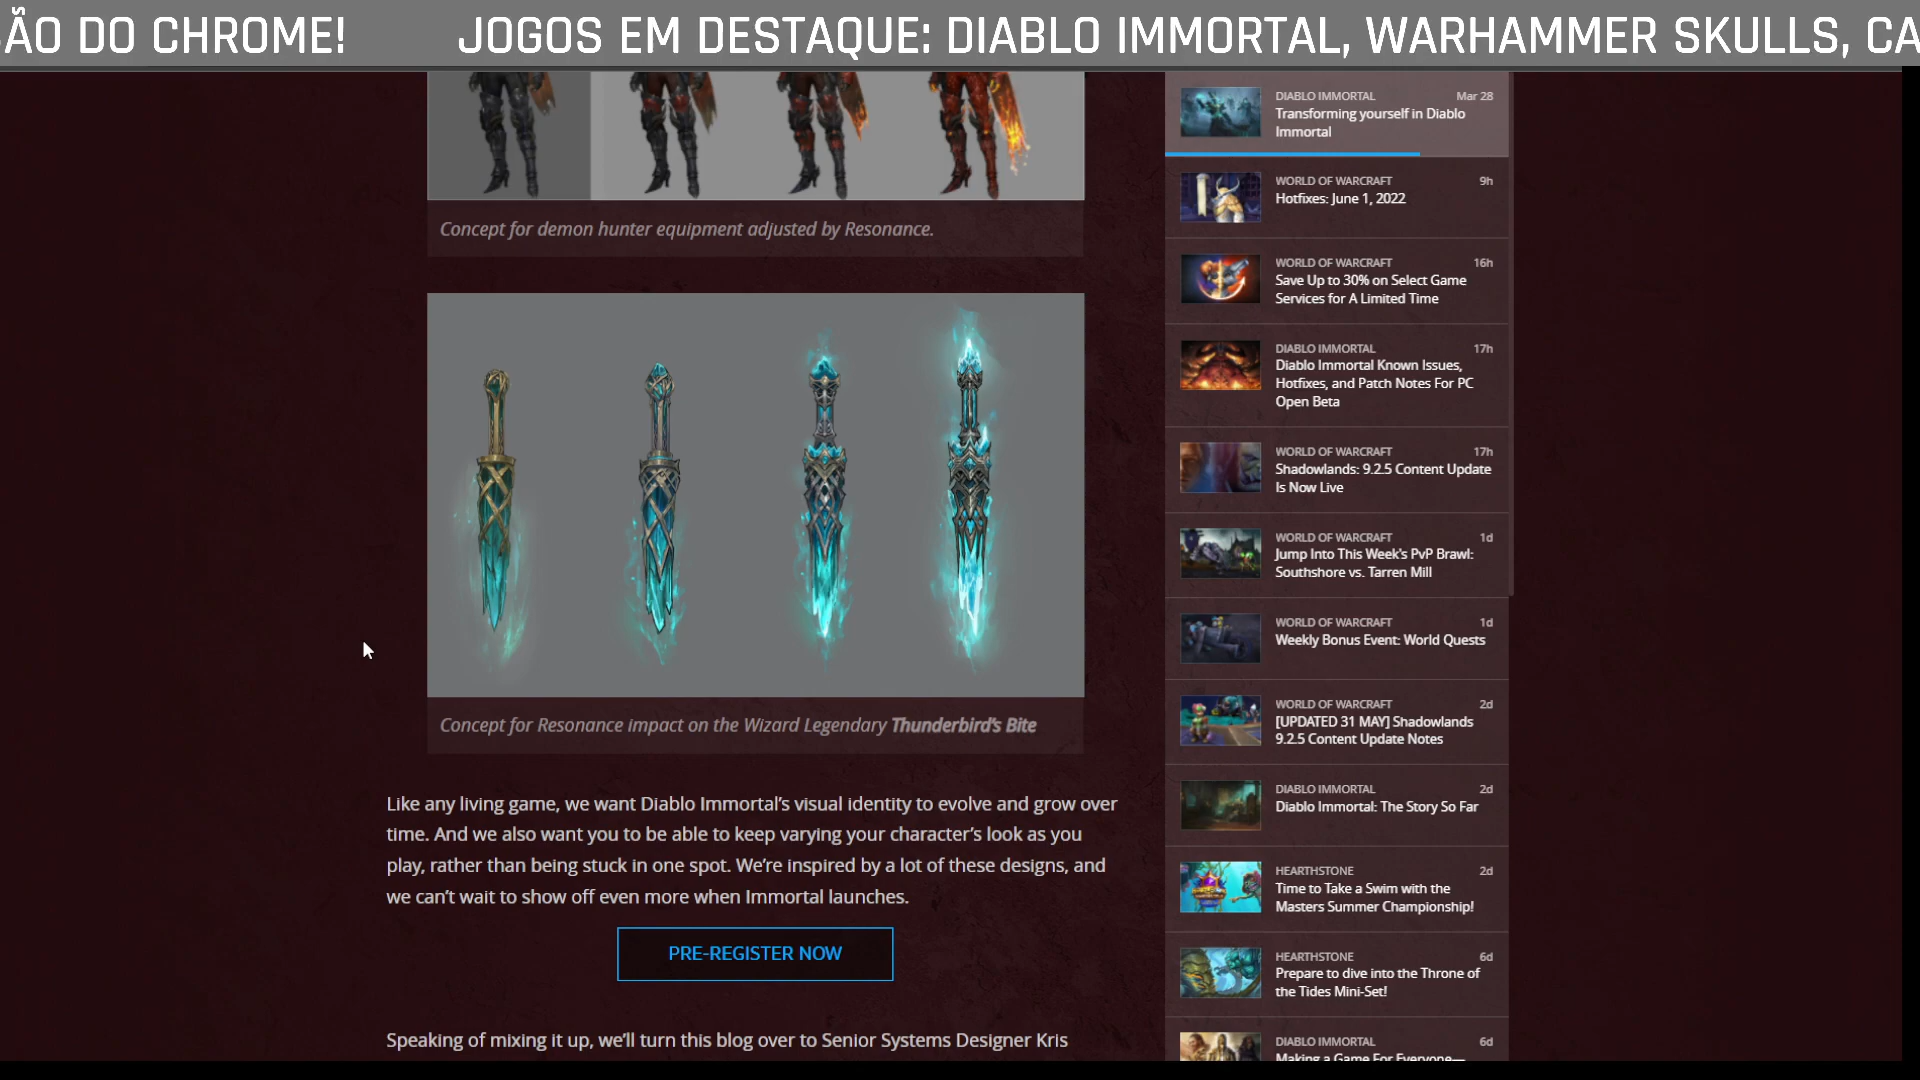 ÃO DO CHROME! JOGOS EM DESTAQUE: DIABLO IMMORTAL, WARHAMMER SKULLS, CA
Concept for demon hunter equipment adjusted by Resonance.
Concept for Resonance impact on the Wizard Legendary Thunderbird's Bite
Like any living game, we want Diablo Immortal’s visual identity to evolve and grow over
time. And we also want you to be able to keep varying your character’s look as you
play, rather than being stuck in one spot. We’re inspired by a lot of these designs, and
we can’t wait to show off even more when Immortal launches.
PRE-REGISTER NOW
Speaking of mixing it up, we’ll turn this blog over to Senior Systems Designer Kris
DIABLO IMMORTAL Mar 28
Transforming yourself in Diablo
Immortal
WORLD OF WARCRAFT 9h
Hotfixes: June 1, 2022
WORLD OF WARCRAFT 16h
Save Up to 30% on Select Game
Services for A Limited Time
DIABLO IMMORTAL 17h
Diablo Immortal Known Issues,
Hotfixes, and Patch Notes For PC
Open Beta
WORLD OF WARCRAFT 17h
Shadowlands: 9.2.5 Content Update
Is Now Live
WORLD OF WARCRAFT 1d
Jump Into This Week's PvP Brawl:
Southshore vs. Tarren Mill
WORLD OF WARCRAFT 1d
Weekly Bonus Event: World Quests
WORLD OF WARCRAFT 2d
[UPDATED 31 MAY] Shadowlands
9.2.5 Content Update Notes
DIABLO IMMORTAL 2d
Diablo Immortal: The Story So Far
HEARTHSTONE 2d
Time to Take a Swim with the
Masters Summer Championship!
HEARTHSTONE 6d
Prepare to dive into the Throne of
the Tides Mini-Set!
DIABLO IMMORTAL 6d
Making a Game For Everyone—